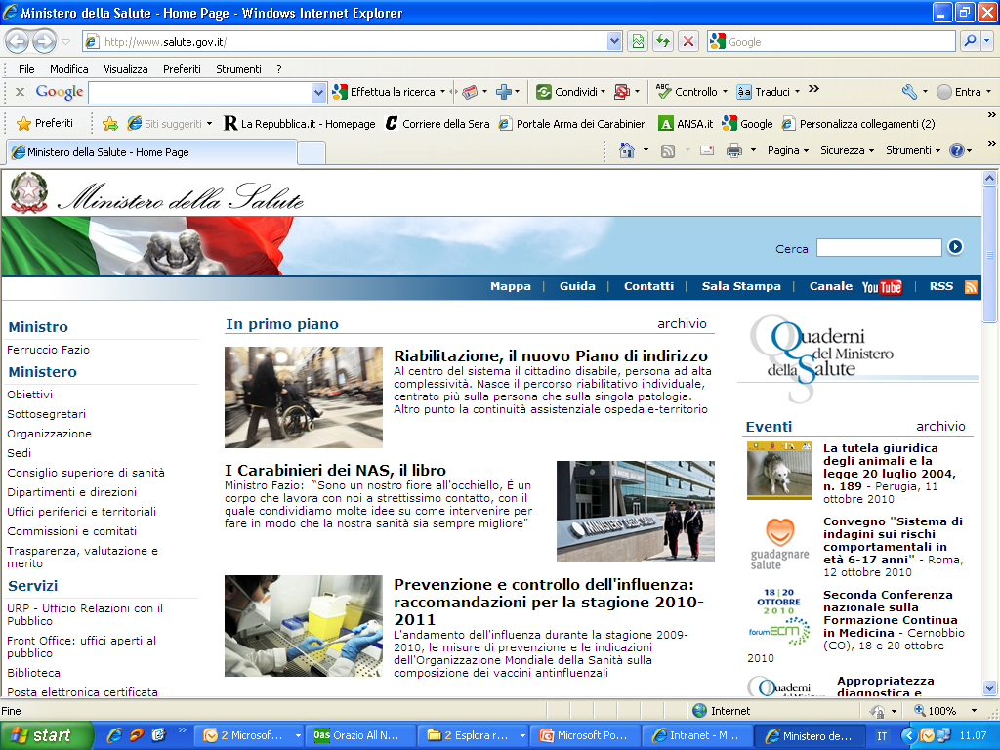 Ministero della Salute - Home Page - Windows Internet Explorer
http://www.salute.gov.it/
Google
File Modifica Visualizza Preferiti Strumenti ?
x Google Effettua la ricerca Condividi Controllo Traduci » Entra
Preferiti Siti suggeriti La Repubblica.it - Homepage Corriere della Sera Portale Arma dei Carabinieri ANSA.it Google Personalizza collegamenti (2) »
Ministero della Salute - Home Page
Pagina Sicurezza Strumenti »
Ministero della Salute
Cerca
Mappa | Guida | Contatti | Sala Stampa | Canale YouTube | RSS
Ministro
Ferruccio Fazio
Ministero
Obiettivi
Sottosegretari
Organizzazione
Sedi
Consiglio superiore di sanità
Dipartimenti e direzioni
Uffici periferici e territoriali
Commissioni e comitati
Trasparenza, valutazione e
merito
Servizi
URP - Ufficio Relazioni con il
Pubblico
Front Office: uffici aperti al
pubblico
Biblioteca
Posta elettronica certificata
In primo piano archivio
Riabilitazione, il nuovo Piano di indirizzo
Al centro del sistema il cittadino disabile, persona ad alta
complessività. Nasce il percorso riabilitativo individuale,
centrato più sulla persona che sulla singola patologia.
Altro punto la continuità assistenziale ospedale-territorio
I Carabinieri dei NAS, il libro
Ministro Fazio: “Sono un nostro fiore all'occhiello, È un
corpo che lavora con noi a strettissimo contatto, con il
quale condividiamo molte idee su come intervenire per
fare in modo che la nostra sanità sia sempre migliore”
MINISTERO DELLA SALUTE
Prevenzione e controllo dell'influenza:
raccomandazioni per la stagione 2010-
2011
L'andamento dell'influenza durante la stagione 2009-
2010, le misure di prevenzione e le indicazioni
dell'Organizzazione Mondiale della Sanità sulla
composizione dei vaccini antinfluenzali
Quaderni
del Ministero
della Salute
Eventi archivio
La tutela giuridica
degli animali e la
legge 20 luglio 2004,
n. 189 - Perugia, 11
ottobre 2010
guadagnare
salute
Convegno "Sistema di
indagini sui rischi
comportamentali in
età 6-17 anni" - Roma,
12 ottobre 2010
18 | 20
OTTOBRE
2010
forumECM
Seconda Conferenza
nazionale sulla
Formazione Continua
in Medicina - Cernobbio
(CO), 18 e 20 ottobre
2010
Quaderni
Appropriatezza
diagnostica e
Fine Internet 100%
start » 2 Microsof... Oas Orazio All N... 2 Esplora r... Microsoft Po... Intranet - M... Ministero de... IT 11.07